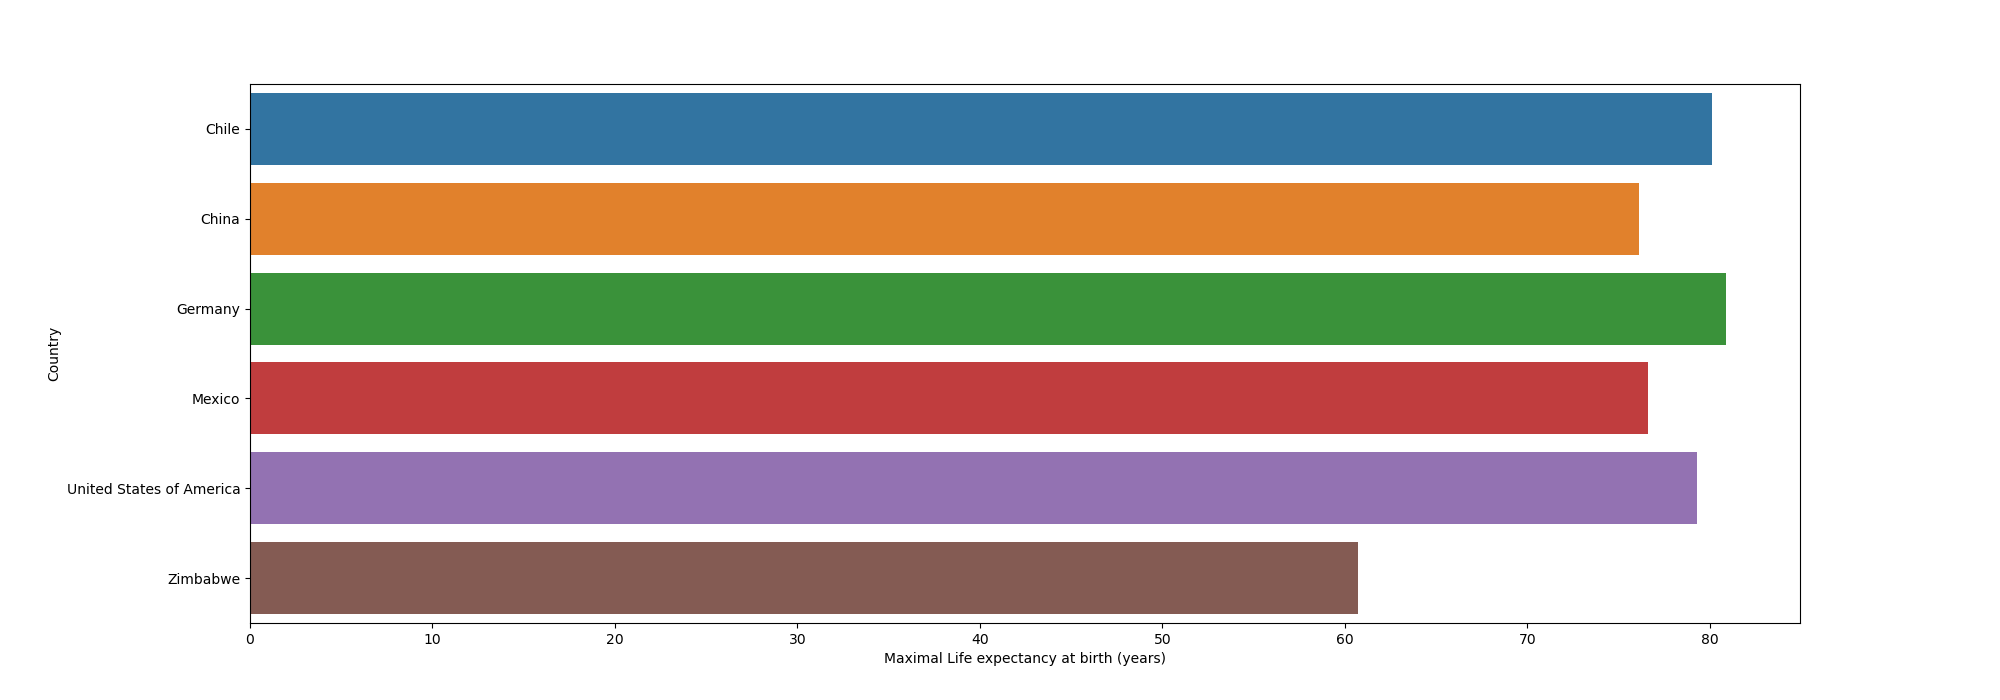 Country
Chile
China
Germany
Mexico
United States of America
Zimbabwe
0 10 20 30 40 50 60 70 80
Maximal Life expectancy at birth (years)